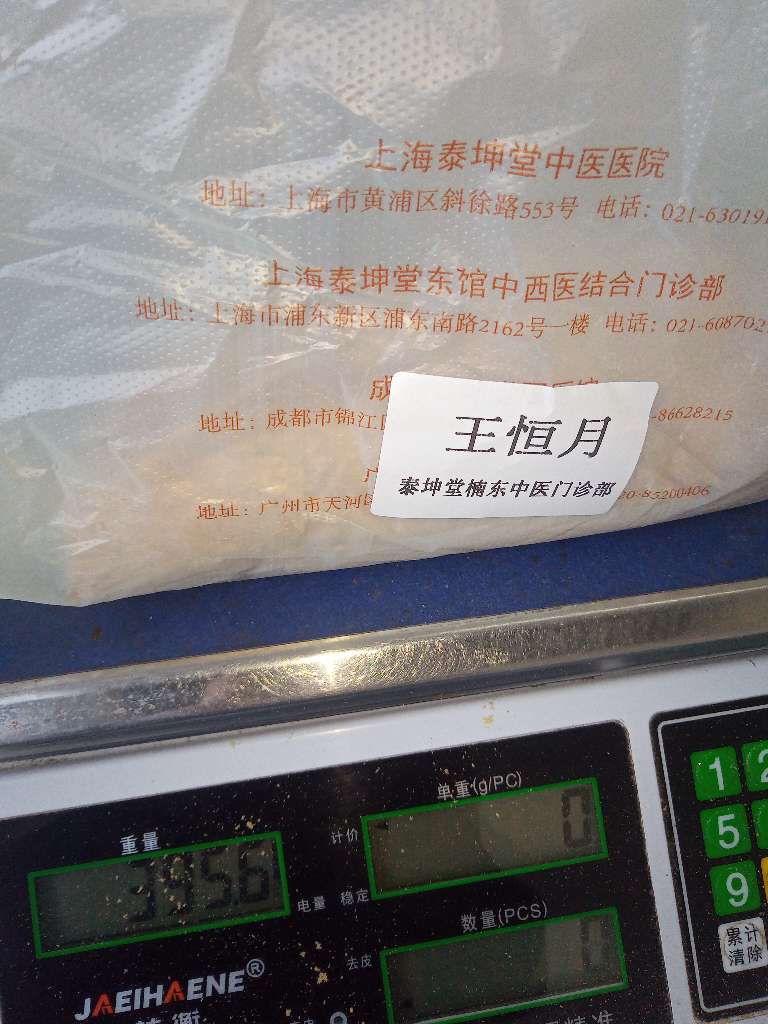 上海泰坤堂中医医院
地址：上海市黄浦区斜徐路553号 电话：021-630191
上海泰坤堂东馆中西医结合门诊部
地址：上海市浦东新区浦东南路2162号一楼 电话：021-608702
成
地址：成都市锦江 -86628215
王恒月
泰坤堂楠东中医门诊部
地址：广州市天河 20-85200406
重量
395.6
电量
计价
稳定
去皮
单重(g/PC)
0
数量(PCS)
0
JAEIHAENE®
1
5
9
累计
清除